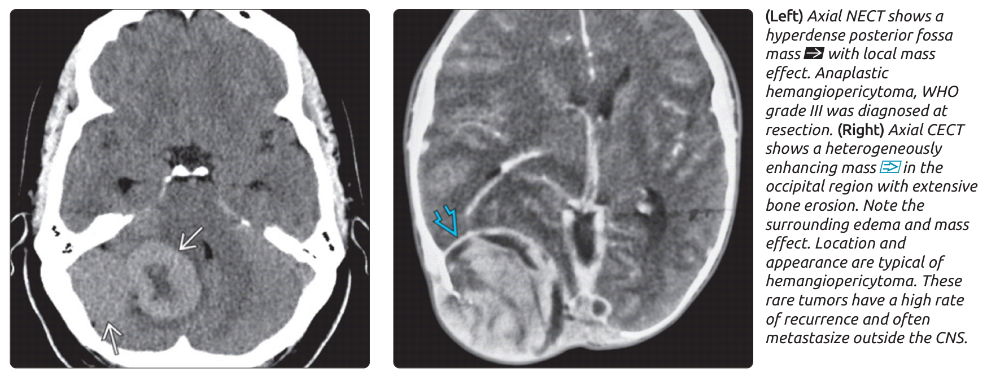 (Left) Axial NECT shows a
hyperdense posterior fossa
mass with local mass
effect. Anaplastic
hemangiopericytoma, WHO
grade III was diagnosed at
resection. (Right) Axial CECT
shows a heterogeneously
enhancing mass in the
occipital region with extensive
bone erosion. Note the
surrounding edema and mass
effect. Location and
appearance are typical of
hemangiopericytoma. These
rare tumors have a high rate
of recurrence and often
metastasize outside the CNS.